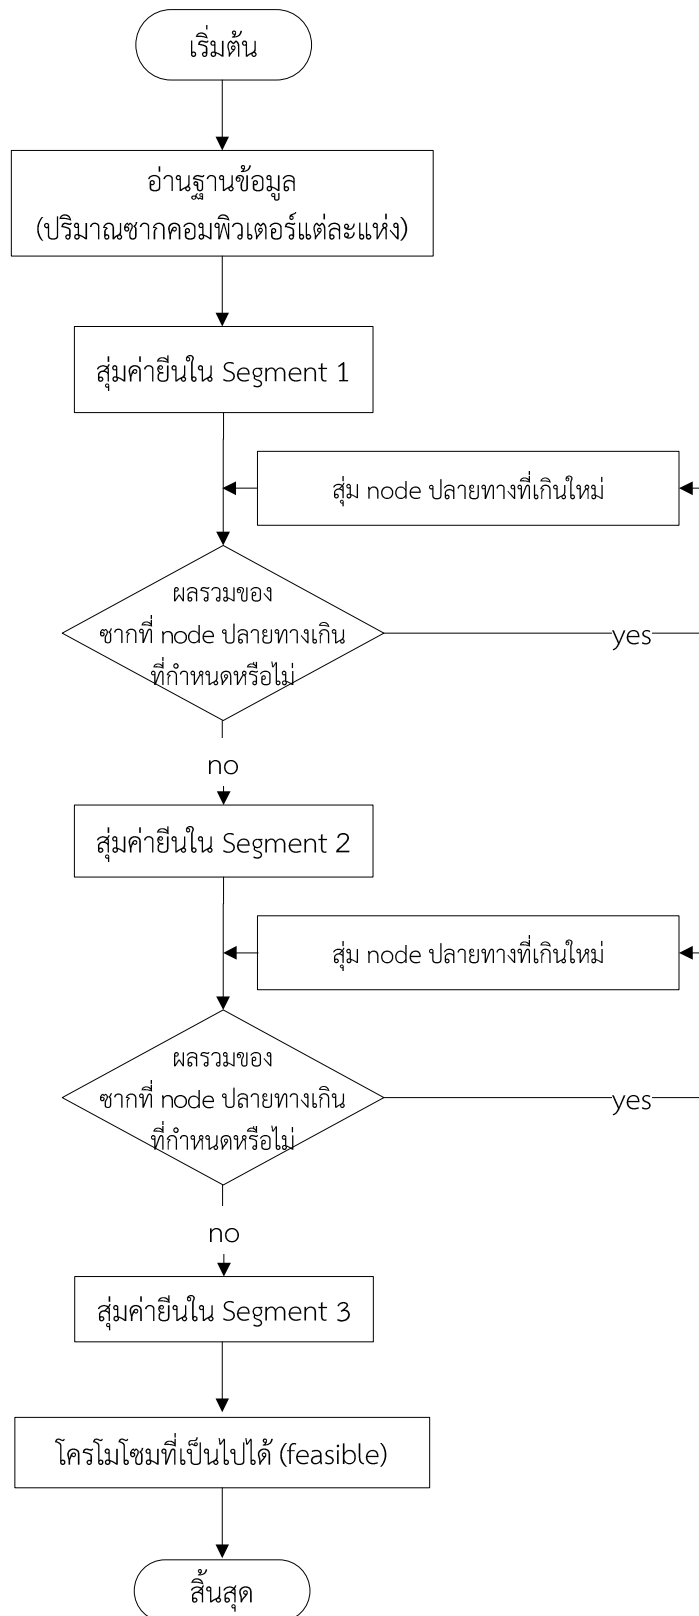 เริ่มต้น
อ่านฐานข้อมูล
(ปริมาณซากคอมพิวเตอร์แต่ละแห่ง)
สุ่มค่ายีนใน Segment 1
สุ่ม node ปลายทางที่เกินใหม่
ผลรวมของ
ซากที่ node ปลายทางเกิน
ที่กำหนดหรือไม่
yes
no
สุ่มค่ายีนใน Segment 2
สุ่ม node ปลายทางที่เกินใหม่
ผลรวมของ
ซากที่ node ปลายทางเกิน
ที่กำหนดหรือไม่
yes
no
สุ่มค่ายีนใน Segment 3
โครโมโซมที่เป็นไปได้ (feasible)
สิ้นสุด